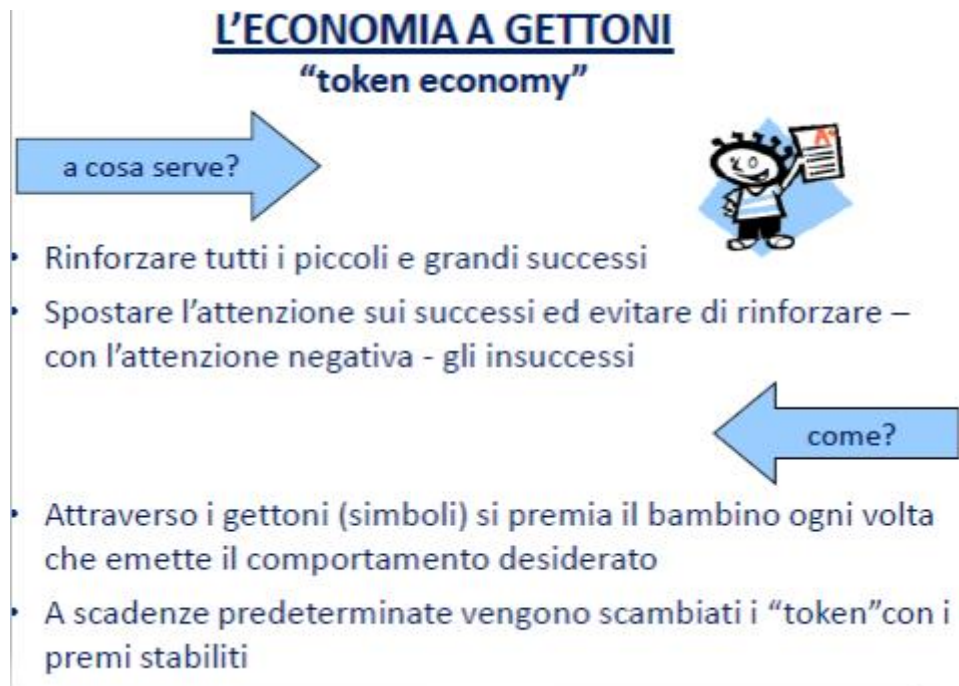 L'ECONOMIA A GETTONI
“token economy”
a cosa serve?
A+
• Rinforzare tutti i piccoli e grandi successi
• Spostare l'attenzione sui successi ed evitare di rinforzare –
con l'attenzione negativa - gli insuccessi
come?
• Attraverso i gettoni (simboli) si premia il bambino ogni volta
che emette il comportamento desiderato
• A scadenze predeterminate vengono scambiati i “token”con i
premi stabiliti